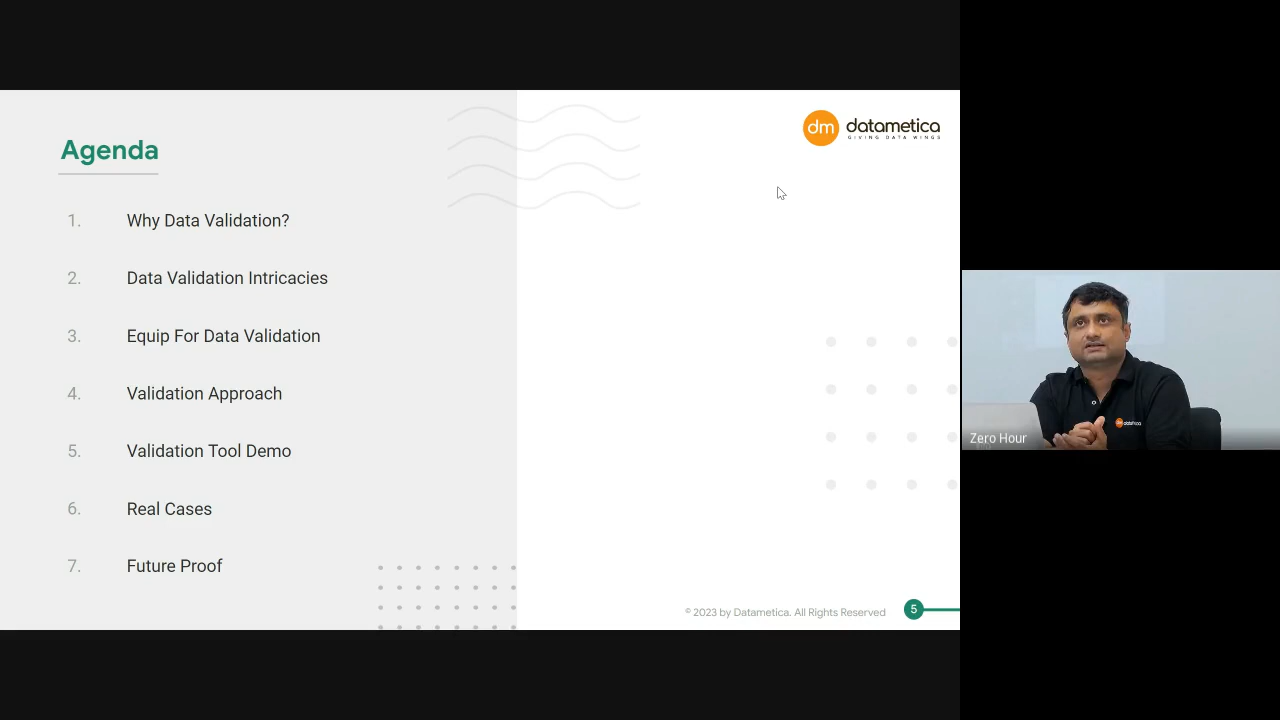 Agenda
1. Why Data Validation?
2. Data Validation Intricacies
3. Equip For Data Validation
4. Validation Approach
5. Validation Tool Demo
6. Real Cases
7. Future Proof
dm datametica
GIVING DATA WINGS
© 2023 by Datametica. All Rights Reserved
5
Zero Hour